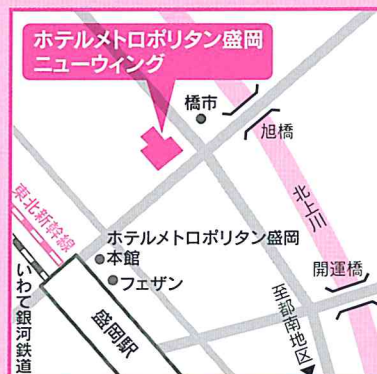 ホテルメトロポリタン盛岡
ニューウィング
橋市
旭橋
北上川
東北新幹線
ホテルメトロポリタン盛岡
本館
フェザン
開運橋
いわて銀河鉄道
盛岡駅
至都南地区